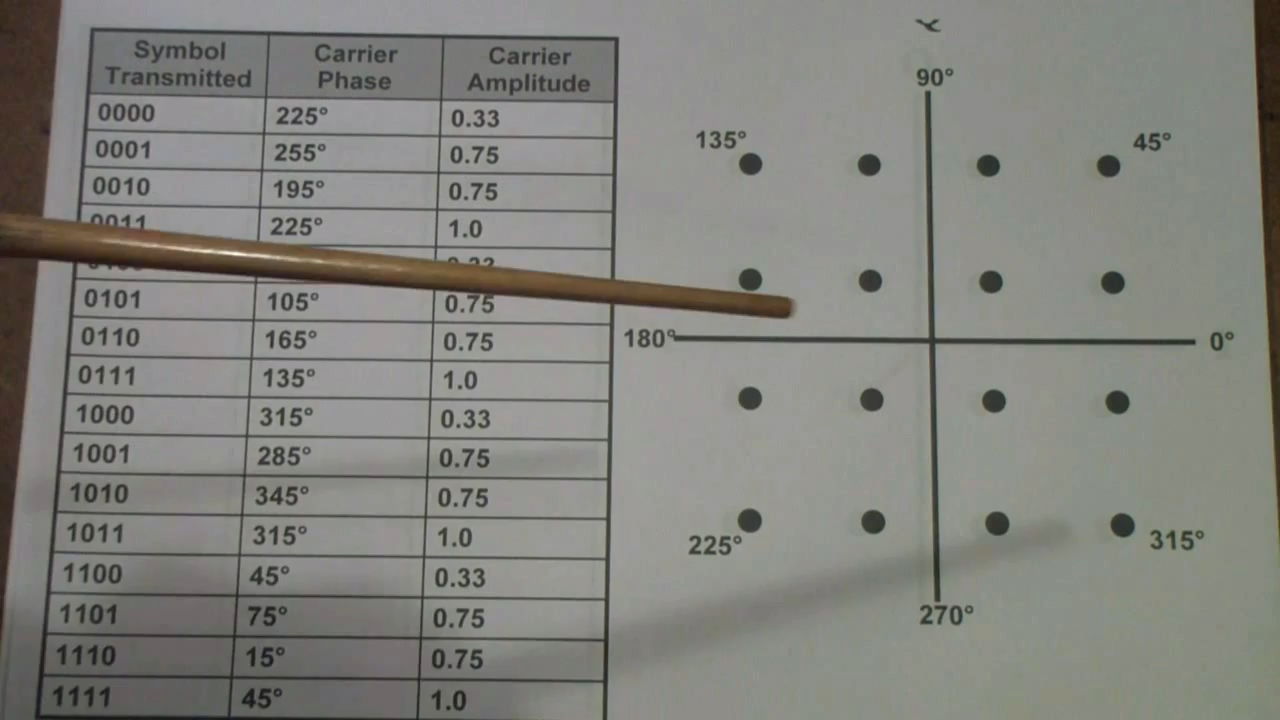 Symbol Transmitted Carrier Phase Carrier Amplitude
0000 225° 0.33
0001 255° 0.75
0010 195° 0.75
0011 225° 1.0
0101 105° 0.75
0110 165° 0.75
0111 135° 1.0
1000 315° 0.33
1001 285° 0.75
1010 345° 0.75
1011 315° 1.0
1100 45° 0.33
1101 75° 0.75
1110 15° 0.75
1111 45° 1.0
90°
135°
45°
180°
0°
225°
315°
270°